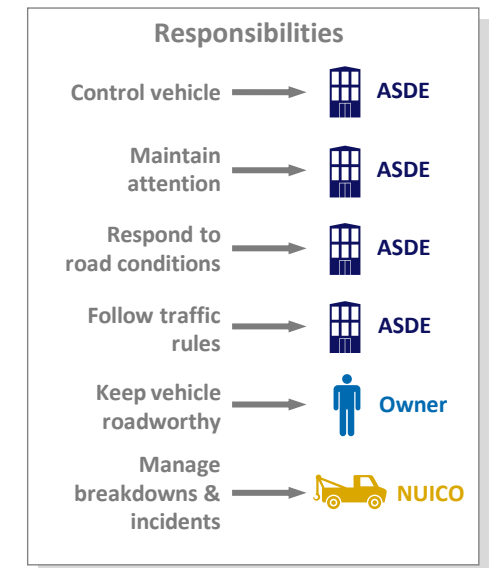 Responsibilities
Control vehicle
ASDE
Maintain
attention
ASDE
Respond to
road conditions
ASDE
Follow traffic
rules
ASDE
Keep vehicle
roadworthy
Owner
Manage
breakdowns &
incidents
NUICO